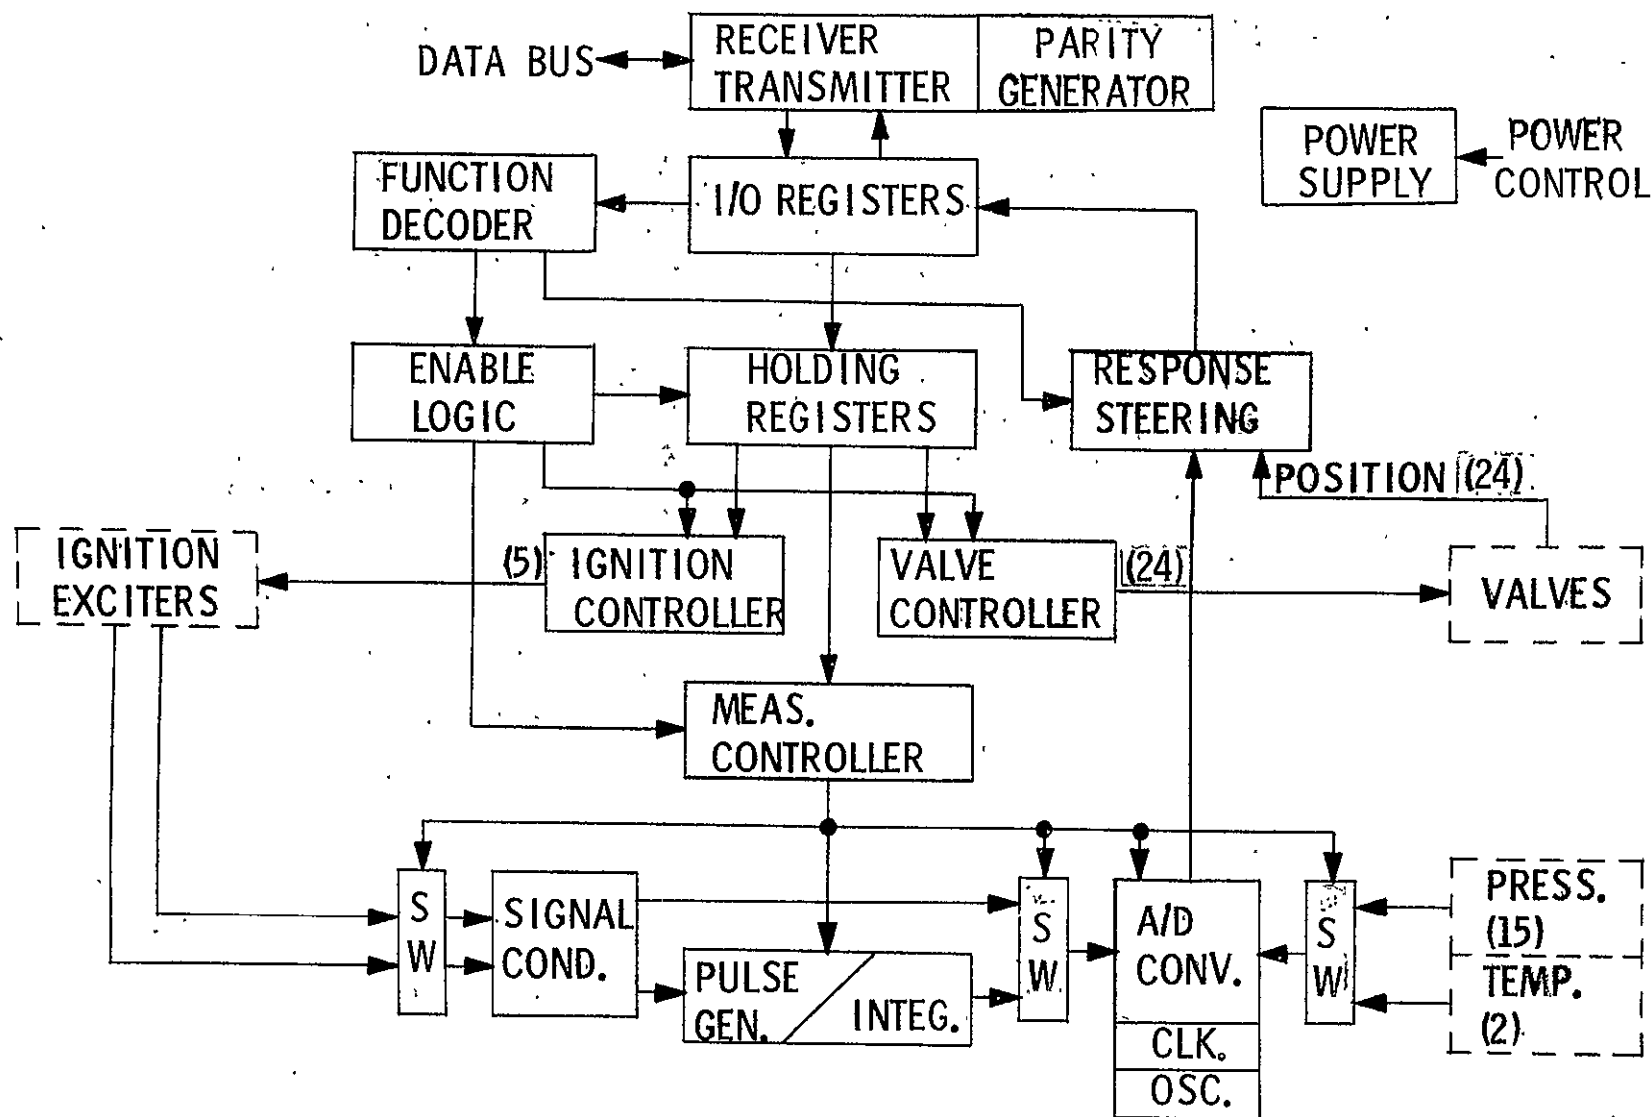 DATA BUS
RECEIVER
TRANSMITTER
PARITY
GENERATOR
POWER
SUPPLY
POWER
CONTROL
FUNCTION
DECODER
I/O REGISTERS
ENABLE
LOGIC
HOLDING
REGISTERS
RESPONSE
STEERING
POSITION (24)
IGNITION
EXCITERS
(5)
IGNITION
CONTROLLER
VALVE
CONTROLLER
(24)
VALVES
MEAS.
CONTROLLER
S
W
SIGNAL
COND.
PULSE
GEN.
INTEG.
S
W
A/D
CONV.
CLK.
OSC.
S
W
PRESS.
(15)
TEMP.
(2)